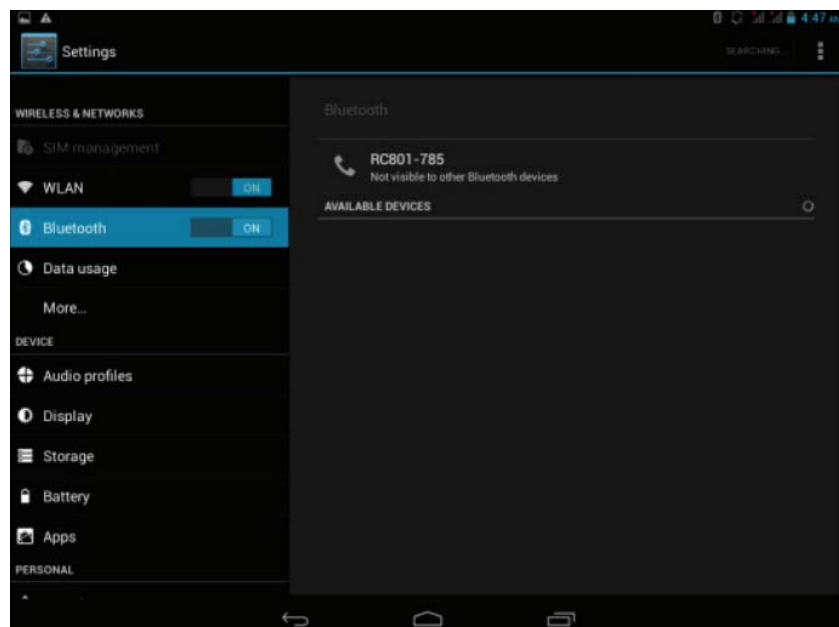 4:47 AM
Settings
SEARCHING...
WIRELESS & NETWORKS
SIM management
WLAN
ON
Bluetooth
ON
Data usage
More...
DEVICE
Audio profiles
Display
Storage
Battery
Apps
PERSONAL
Bluetooth
RC801-785
Not visible to other Bluetooth devices
AVAILABLE DEVICES